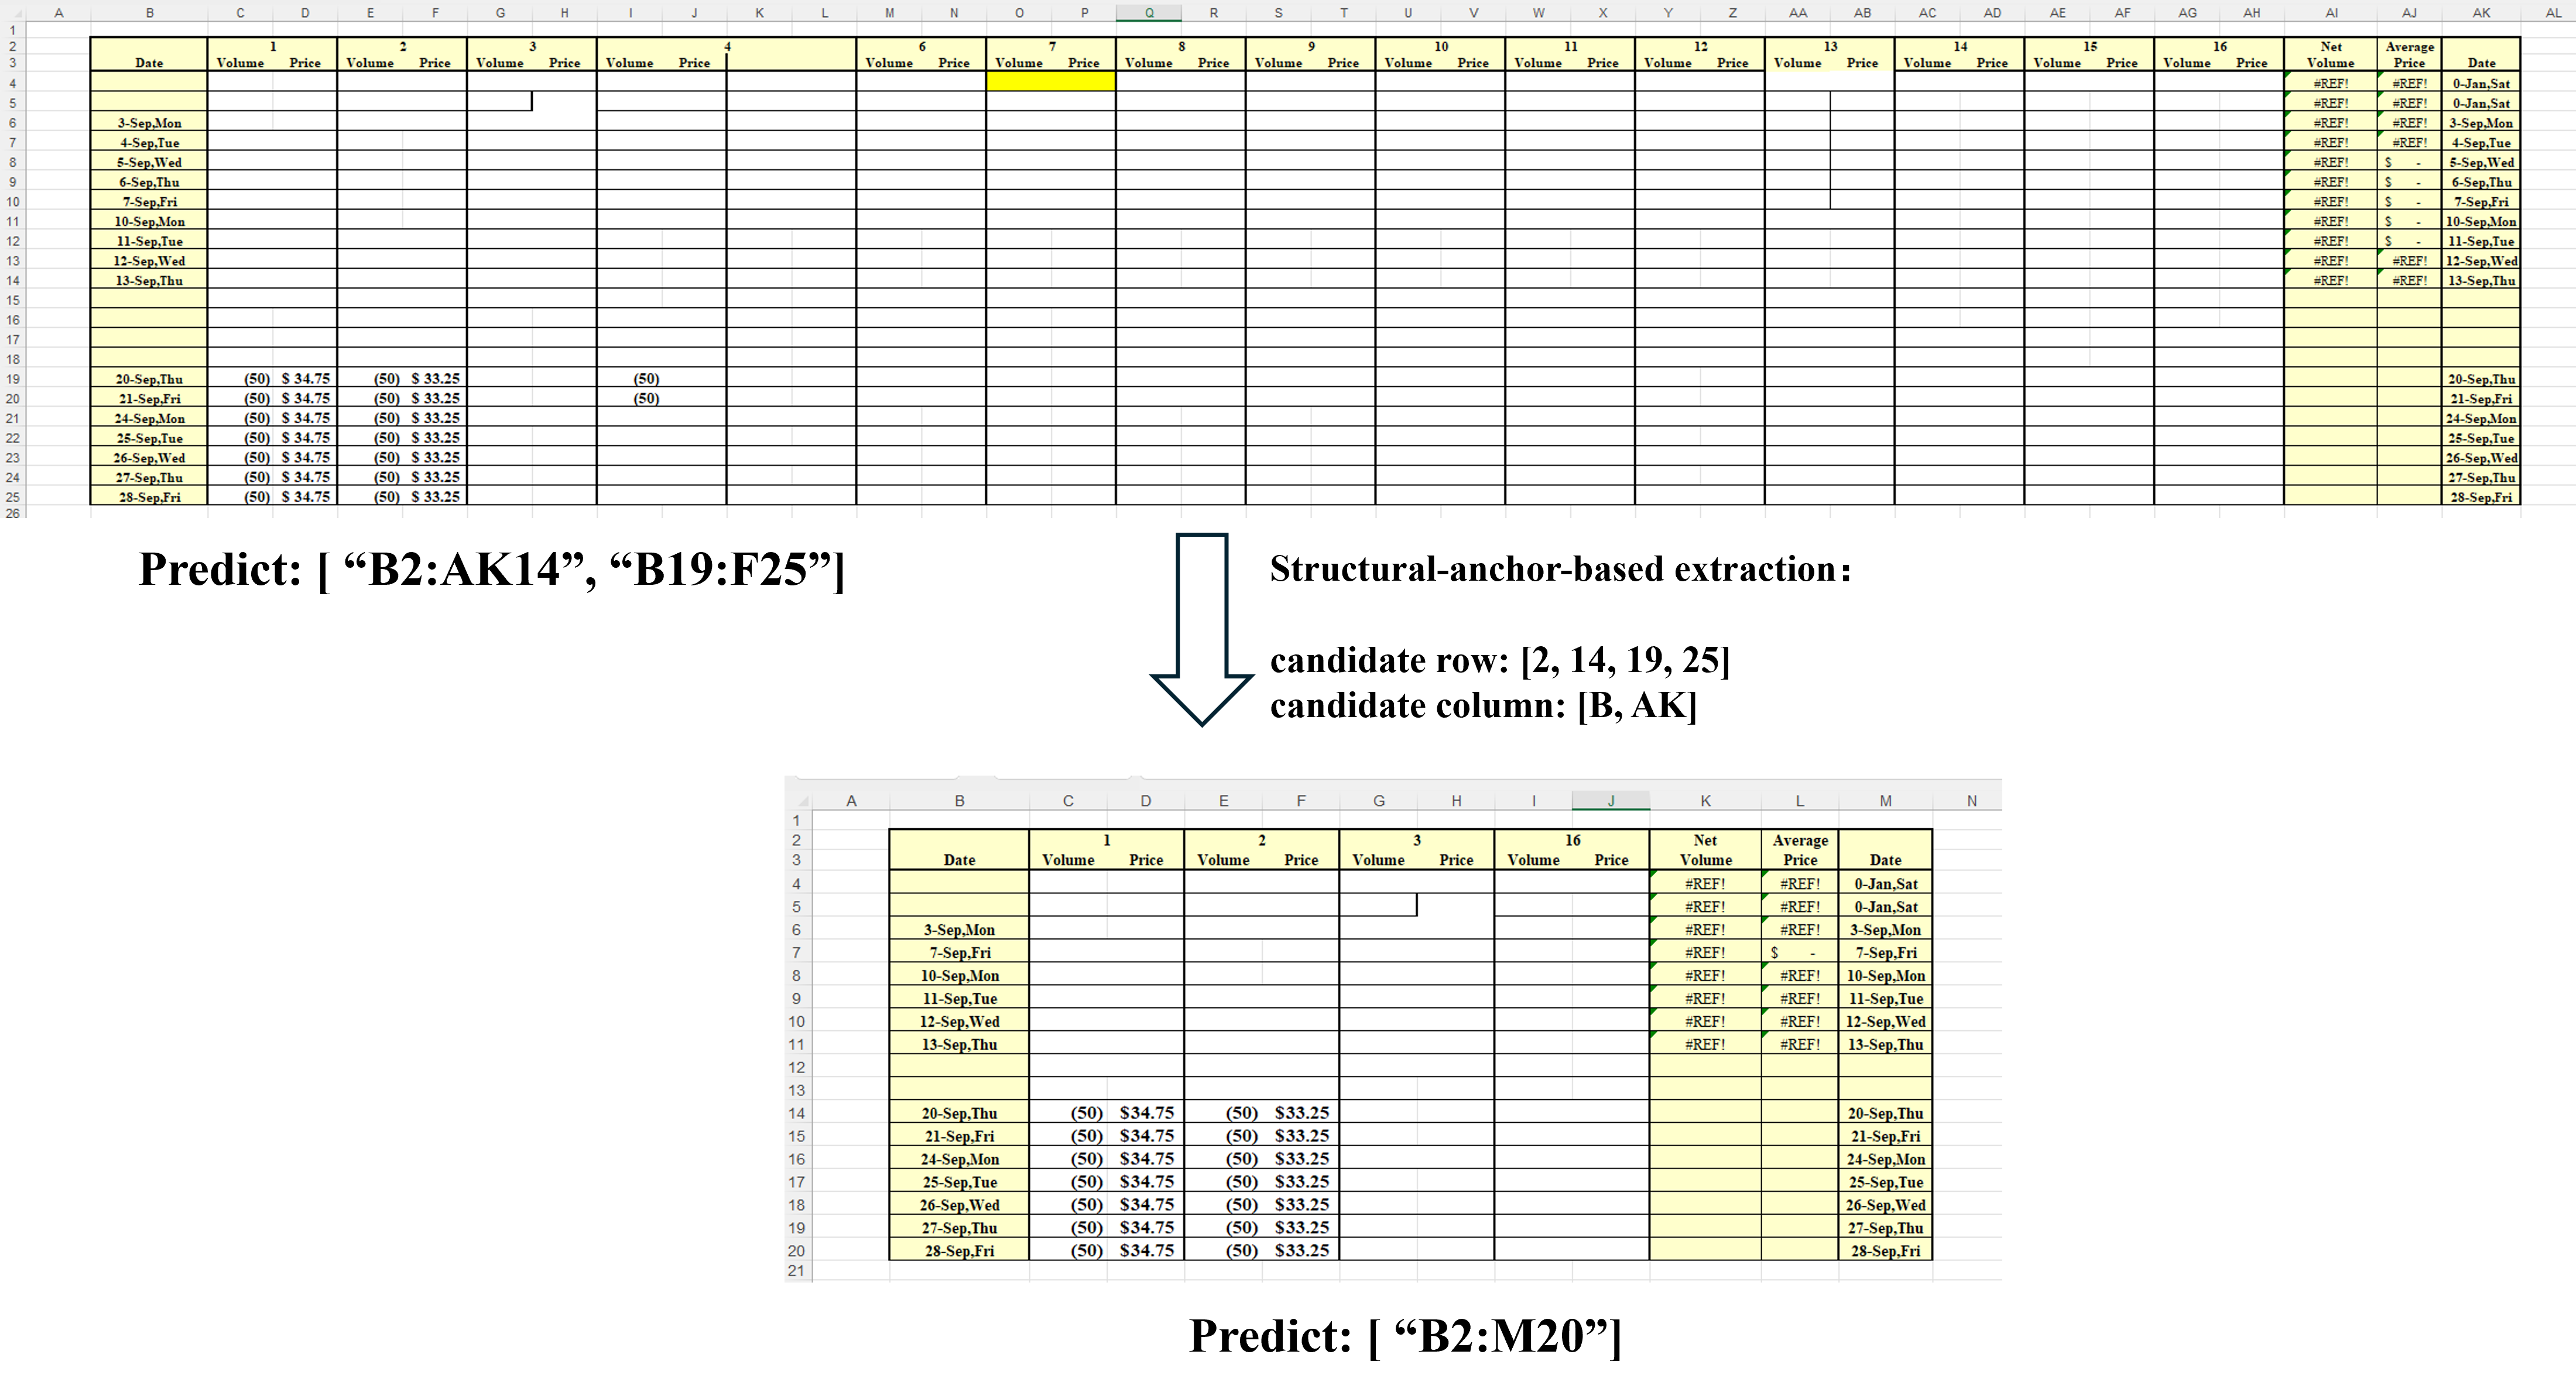 A B C D E F G H I J K L M N O P Q R S T U V W X Y Z AA AB AC AD AE AF AG AH AI AJ AK AL
1
2 1 2 3 4 6 7 8 9 10 11 12 13 14 15 16 Net Average
3 Date Volume Price Volume Price Volume Price Volume Price Volume Price Volume Price Volume Price Volume Price Volume Price Volume Price Volume Price Volume Price Volume Price Volume Price Volume Price Volume Price Date
4 #REF! #REF! 0-Jan,Sat
5 #REF! #REF! 0-Jan,Sat
6 3-Sep,Mon #REF! #REF! 3-Sep,Mon
7 4-Sep,Tue #REF! #REF! 4-Sep,Tue
8 5-Sep,Wed #REF! $ - 5-Sep,Wed
9 6-Sep,Thu #REF! $ - 6-Sep,Thu
10 7-Sep,Fri #REF! $ - 7-Sep,Fri
11 10-Sep,Mon #REF! $ - 10-Sep,Mon
12 11-Sep,Tue #REF! $ - 11-Sep,Tue
13 12-Sep,Wed #REF! #REF! 12-Sep,Wed
14 13-Sep,Thu #REF! #REF! 13-Sep,Thu
15
16
17
18
19 20-Sep,Thu (50) $ 34.75 (50) $ 33.25 (50) 20-Sep,Thu
20 21-Sep,Fri (50) $ 34.75 (50) $ 33.25 (50) 21-Sep,Fri
21 24-Sep,Mon (50) $ 34.75 (50) $ 33.25 24-Sep,Mon
22 25-Sep,Tue (50) $ 34.75 (50) $ 33.25 25-Sep,Tue
23 26-Sep,Wed (50) $ 34.75 (50) $ 33.25 26-Sep,Wed
24 27-Sep,Thu (50) $ 34.75 (50) $ 33.25 27-Sep,Thu
25 28-Sep,Fri (50) $ 34.75 (50) $ 33.25 28-Sep,Fri
26
Predict: [ “B2:AK14”, “B19:F25”]
Structural-anchor-based extraction：
candidate row: [2, 14, 19, 25]
candidate column: [B, AK]
A B C D E F G H I J K L M N
1
2 1 2 3 16 Net Average
3 Date Volume Price Volume Price Volume Price Volume Price Volume Price Date
4 #REF! #REF! 0-Jan,Sat
5 #REF! #REF! 0-Jan,Sat
6 3-Sep,Mon #REF! #REF! 3-Sep,Mon
7 7-Sep,Fri #REF! $ - 7-Sep,Fri
8 10-Sep,Mon #REF! #REF! 10-Sep,Mon
9 11-Sep,Tue #REF! #REF! 11-Sep,Tue
10 12-Sep,Wed #REF! #REF! 12-Sep,Wed
11 13-Sep,Thu #REF! #REF! 13-Sep,Thu
12
13
14 20-Sep,Thu (50) $34.75 (50) $33.25 20-Sep,Thu
15 21-Sep,Fri (50) $34.75 (50) $33.25 21-Sep,Fri
16 24-Sep,Mon (50) $34.75 (50) $33.25 24-Sep,Mon
17 25-Sep,Tue (50) $34.75 (50) $33.25 25-Sep,Tue
18 26-Sep,Wed (50) $34.75 (50) $33.25 26-Sep,Wed
19 27-Sep,Thu (50) $34.75 (50) $33.25 27-Sep,Thu
20 28-Sep,Fri (50) $34.75 (50) $33.25 28-Sep,Fri
21
Predict: [ “B2:M20”]